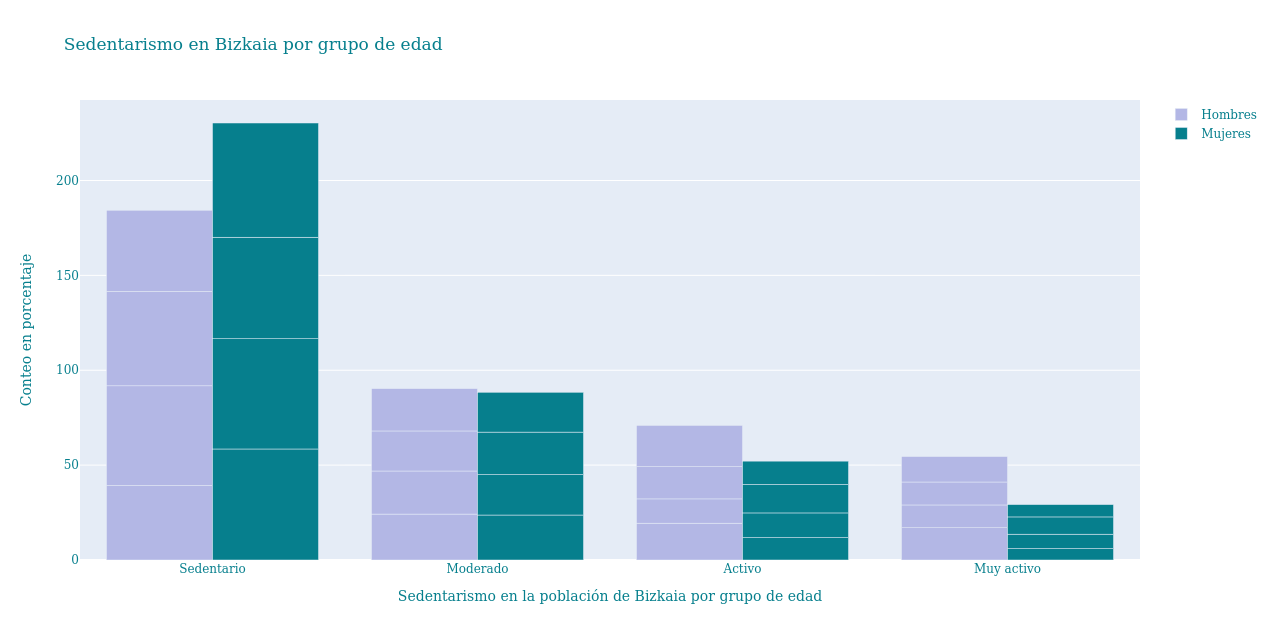 Sedentarismo en Bizkaia por grupo de edad
Hombres
Mujeres
Conteo en porcentaje
200
150
100
50
0
Sedentario
Moderado
Activo
Muy activo
Sedentarismo en la población de Bizkaia por grupo de edad